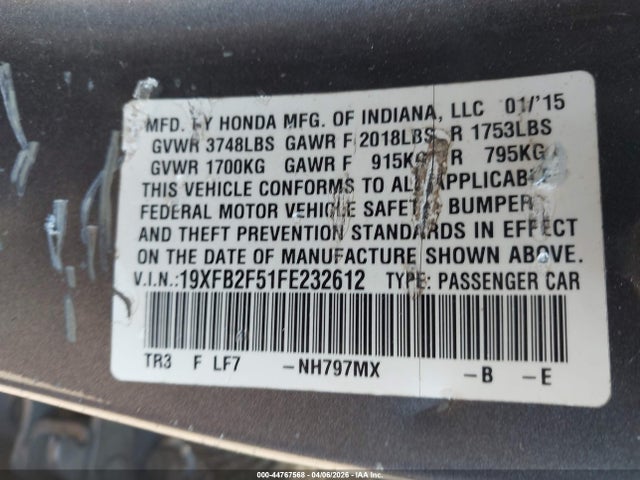 MFD. BY HONDA MFG. OF INDIANA, LLC 01/'15
GVWR 3748LBS GAWR F 2018LBS R 1753LBS
GVWR 1700KG GAWR F 915KG R 795KG
THIS VEHICLE CONFORMS TO ALL APPLICABLE
FEDERAL MOTOR VEHICLE SAFETY, BUMPER,
AND THEFT PREVENTION STANDARDS IN EFFECT
ON THE DATE OF MANUFACTURE SHOWN ABOVE.
V.I.N.:19XFB2F51FE232612 TYPE: PASSENGER CAR
TR3 F LF7 -NH797MX -B -E
000-44767568 - 04/06/2026 - Copyright IAA, Inc.